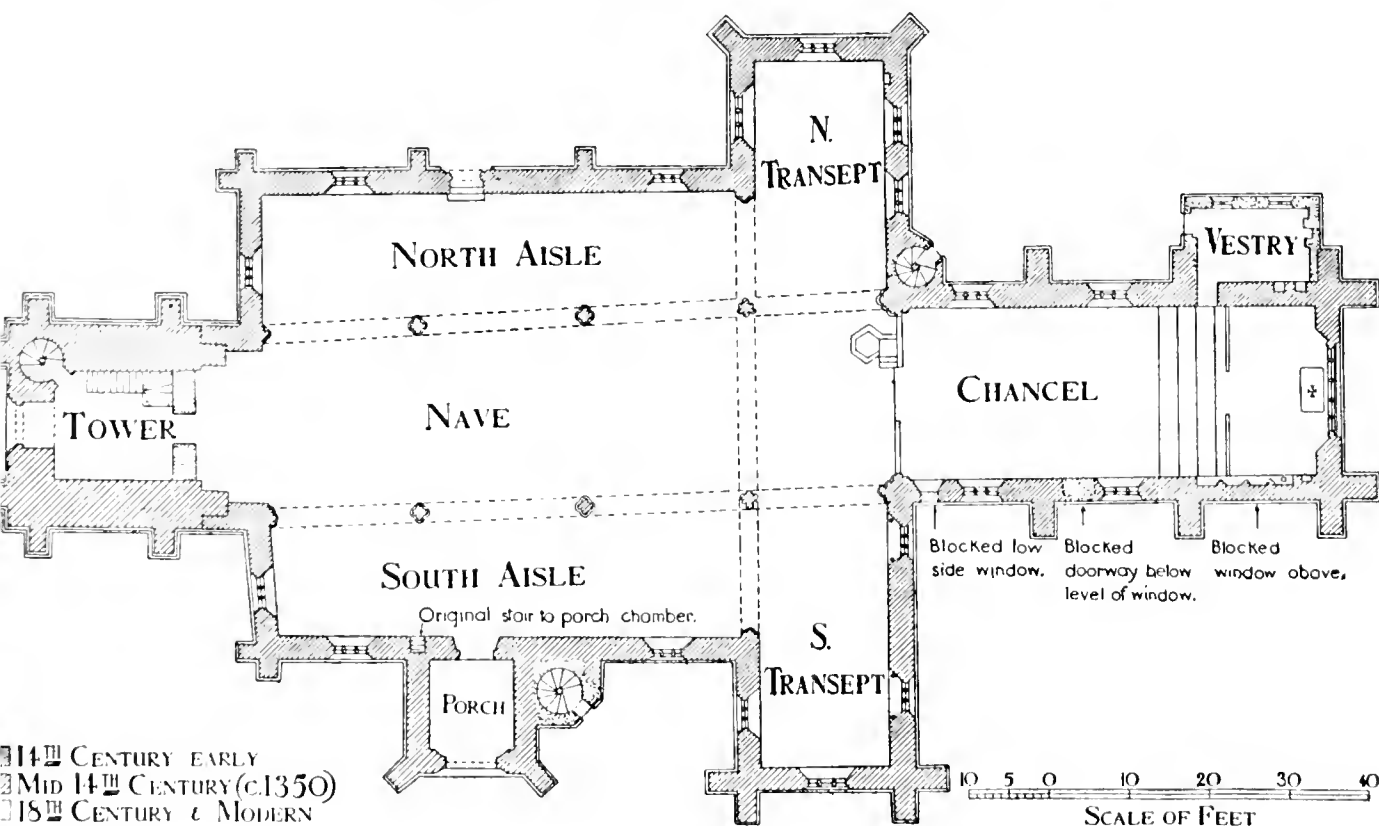 N.
TRANSEPT
NORTH AISLE
VESTRY
CHANCEL
NAVE
TOWER
SOUTH AISLE
Original stair to porch chamber.
Blocked low
side window.
Blocked
doorway below
level of window.
Blocked
window above.
S.
TRANSEPT
PORCH
14TH CENTURY EARLY
MID 14TH CENTURY (c.1350)
18TH CENTURY & MODERN
10 5 0 10 20 30 40
SCALE OF FEET